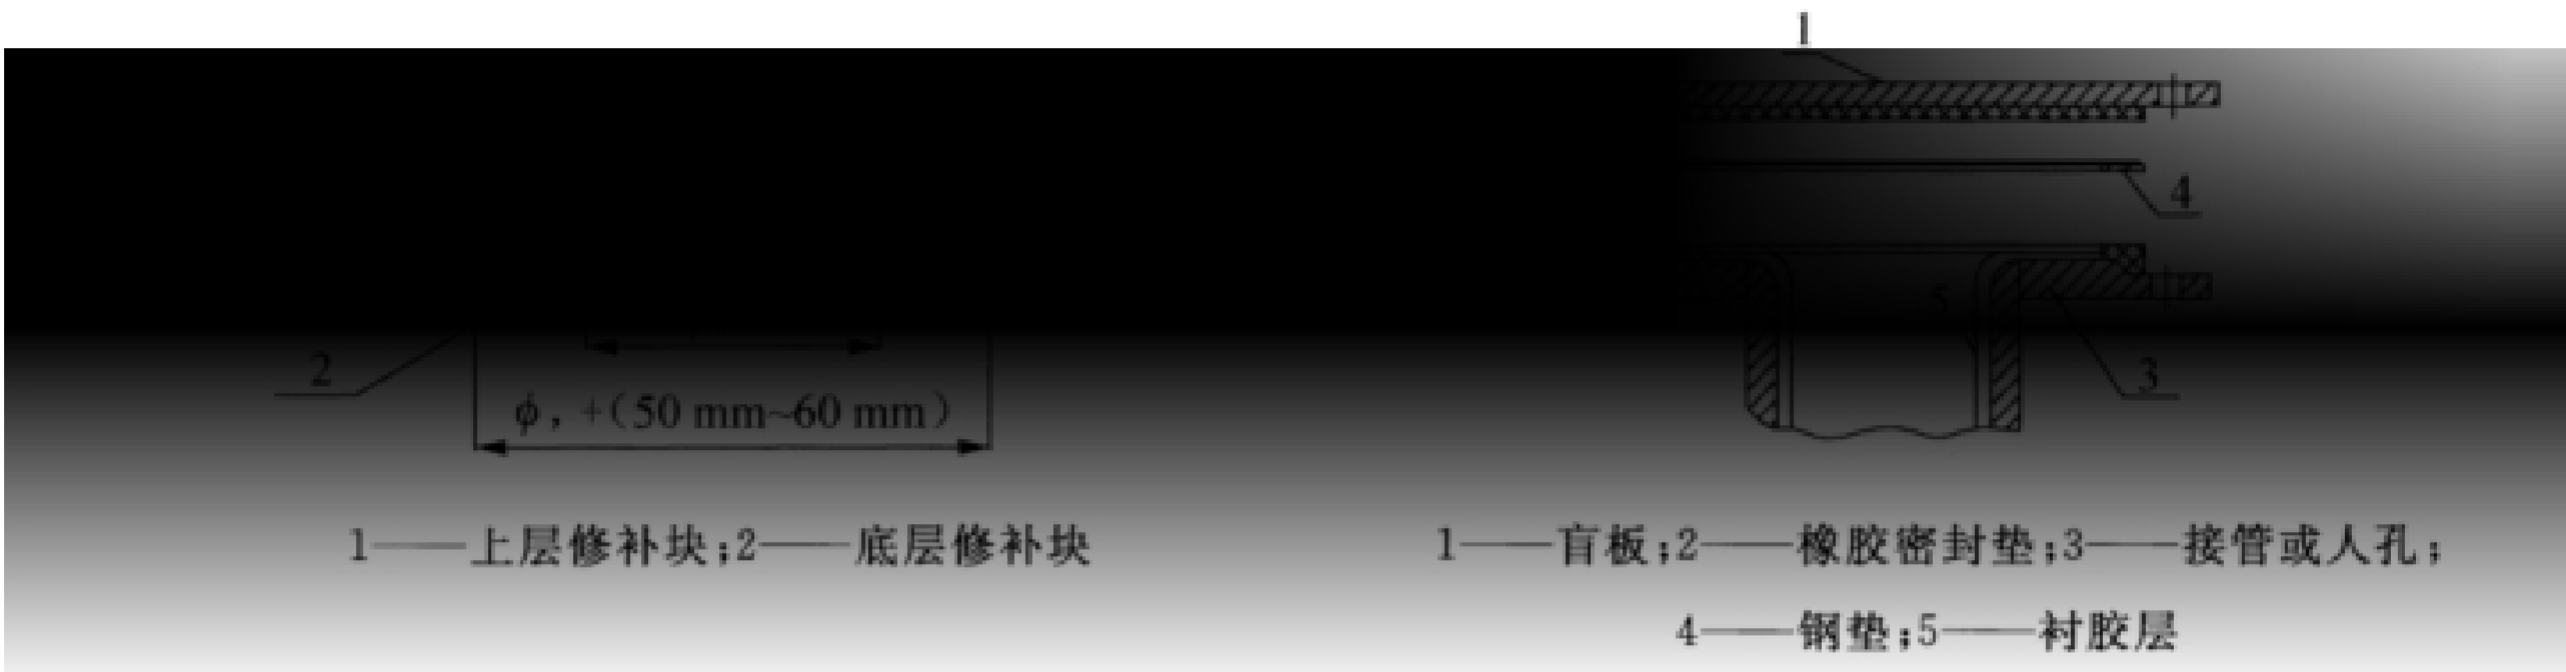 1
4
5
3
2
ϕ, +(50 mm~60 mm)
1——上层修补块;2——底层修补块
1——盲板;2——橡胶密封垫;3——接管或人孔;
4——钢垫;5——衬胶层